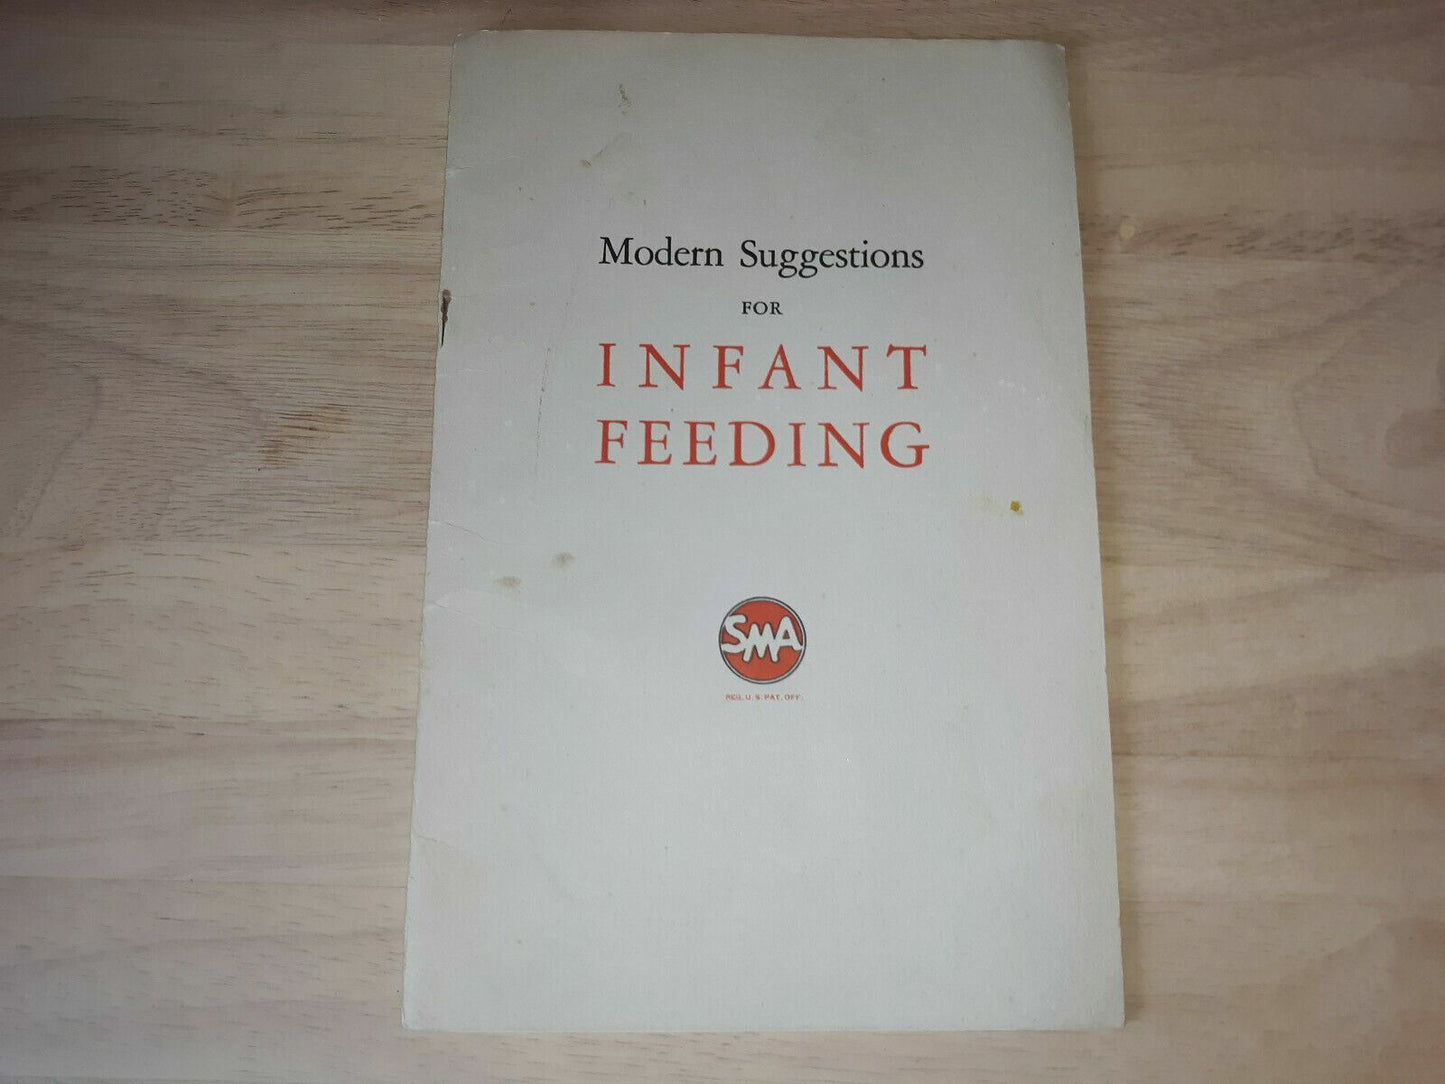 Modern Suggestions
FOR
INFANT
FEEDING
SMA
REG. U. S. PAT. OFF.